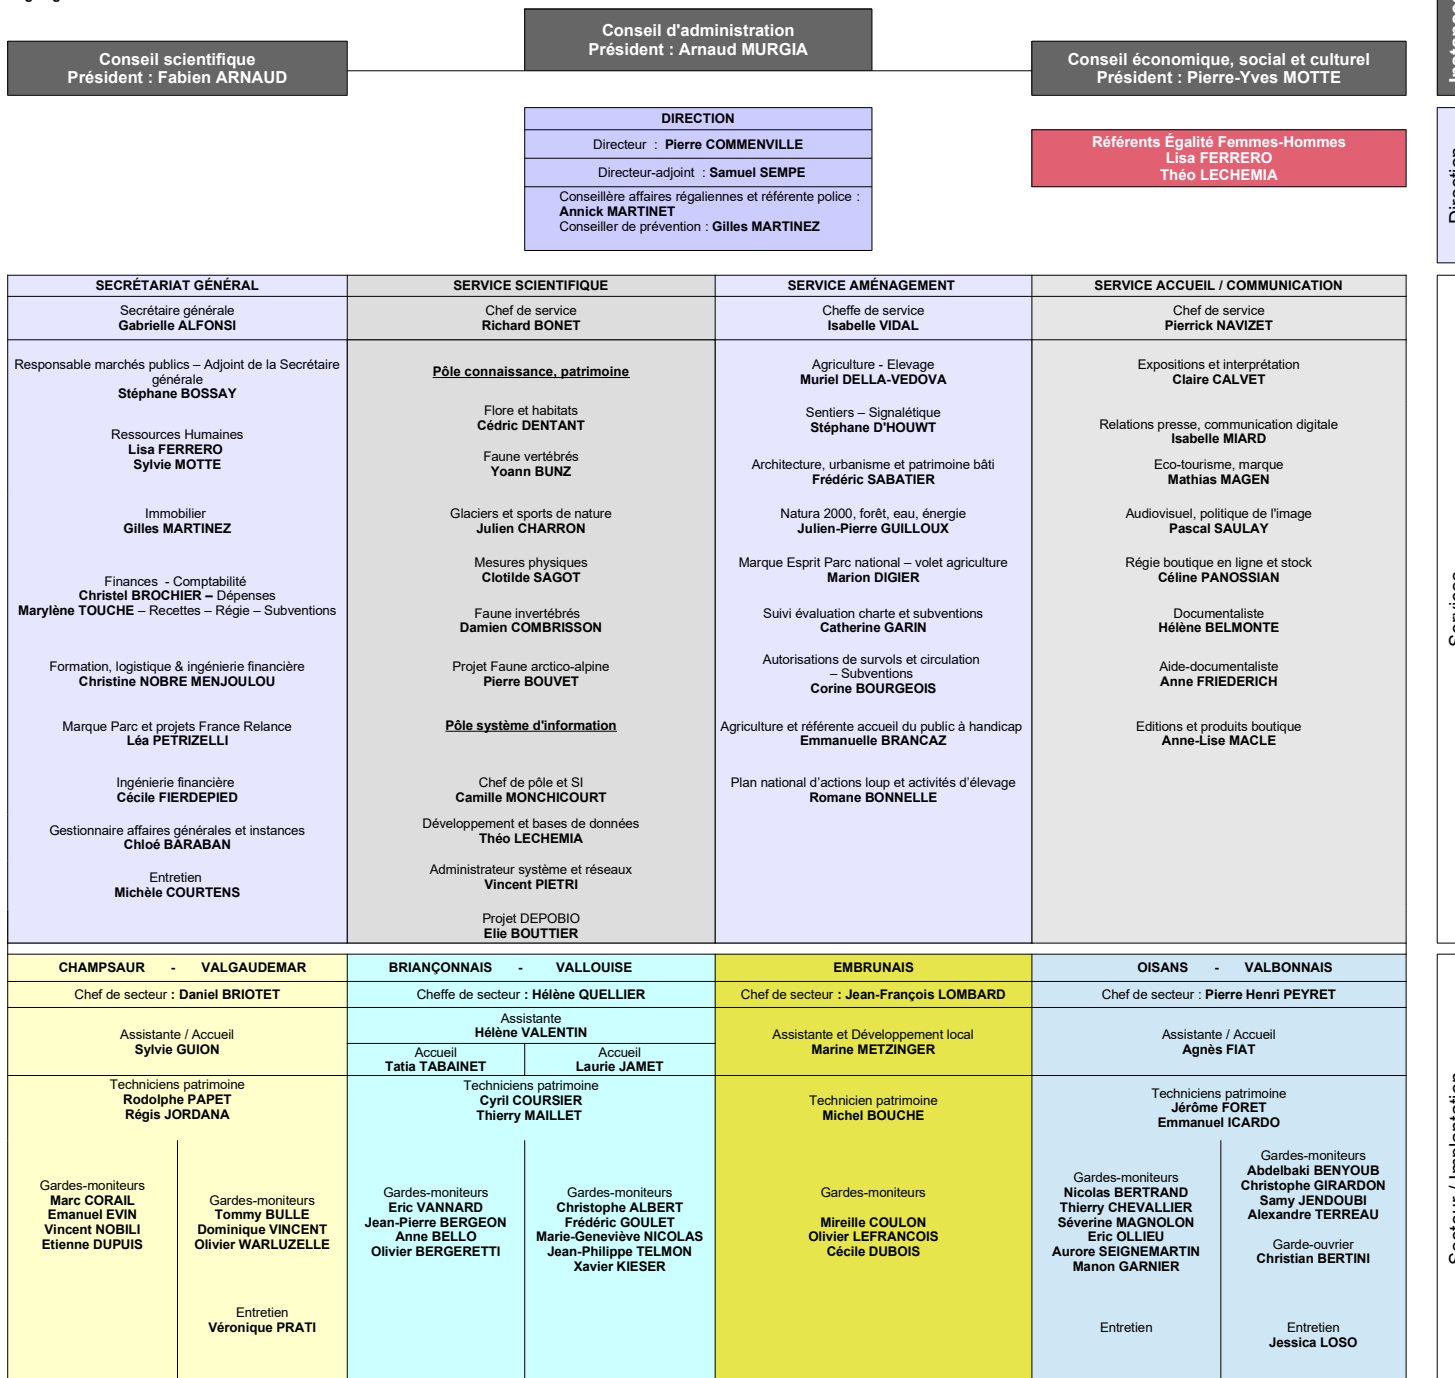 Conseil d'administration
Président : Arnaud MURGIA
Conseil scientifique
Président : Fabien ARNAUD
Conseil économique, social et culturel
Président : Pierre-Yves MOTTE
DIRECTION
Directeur : Pierre COMMENVILLE
Directeur-adjoint : Samuel SEMPE
Conseillère affaires régaliennes et référente police :
Annick MARTINET
Conseiller de prévention : Gilles MARTINEZ
Référents Égalité Femmes-Hommes
Lisa FERRERO
Théo LECHEMIA
Direction
SECRÉTARIAT GÉNÉRAL
Secrétaire générale
Gabrielle ALFONSI
Responsable marchés publics – Adjoint de la Secrétaire
générale
Stéphane BOSSAY
Ressources Humaines
Lisa FERRERO
Sylvie MOTTE
Immobilier
Gilles MARTINEZ
Finances - Comptabilité
Christel BROCHIER – Dépenses
Marylène TOUCHE – Recettes – Régie – Subventions
Formation, logistique & ingénierie financière
Christine NOBRE MENJOULOU
Marque Parc et projets France Relance
Léa PETRIZELLI
Ingénierie financière
Cécile FIERDEPIED
Gestionnaire affaires générales et instances
Chloé BARABAN
Entretien
Michèle COURTENS
SERVICE SCIENTIFIQUE
Chef de service
Richard BONET
Pôle connaissance, patrimoine
Flore et habitats
Cédric DENTANT
Faune vertébrés
Yoann BUNZ
Glaciers et sports de nature
Julien CHARRON
Mesures physiques
Clotilde SAGOT
Faune invertébrés
Damien COMBRISSON
Projet Faune arctico-alpine
Pierre BOUVET
Pôle système d'information
Chef de pôle et SI
Camille MONCHICOURT
Développement et bases de données
Théo LECHEMIA
Administrateur système et réseaux
Vincent PIETRI
Projet DEPOBIO
Elie BOUTTIER
SERVICE AMÉNAGEMENT
Cheffe de service
Isabelle VIDAL
Agriculture - Elevage
Muriel DELLA-VEDOVA
Sentiers – Signalétique
Stéphane D'HOUWT
Architecture, urbanisme et patrimoine bâti
Frédéric SABATIER
Natura 2000, forêt, eau, énergie
Julien-Pierre GUILLOUX
Marque Esprit Parc national – volet agriculture
Marion DIGIER
Suivi évaluation charte et subventions
Catherine GARIN
Autorisations de survols et circulation
– Subventions
Corine BOURGEOIS
Agriculture et référente accueil du public à handicap
Emmanuelle BRANCAZ
Plan national d’actions loup et activités d’élevage
Romane BONNELLE
SERVICE ACCUEIL / COMMUNICATION
Chef de service
Pierrick NAVIZET
Expositions et interprétation
Claire CALVET
Relations presse, communication digitale
Isabelle MIARD
Eco-tourisme, marque
Mathias MAGEN
Audiovisuel, politique de l'image
Pascal SAULAY
Régie boutique en ligne et stock
Céline PANOSSIAN
Documentaliste
Hélène BELMONTE
Aide-documentaliste
Anne FRIEDERICH
Editions et produits boutique
Anne-Lise MACLE
Services
CHAMPSAUR - VALGAUDEMAR
Chef de secteur : Daniel BRIOTET
Assistante / Accueil
Sylvie GUION
Techniciens patrimoine
Rodolphe PAPET
Régis JORDANA
Gardes-moniteurs
Marc CORAIL
Emanuel EVIN
Vincent NOBILI
Etienne DUPUIS
Gardes-moniteurs
Tommy BULLE
Dominique VINCENT
Olivier WARLUZELLE
Entretien
Véronique PRATI
BRIANÇONNAIS - VALLOUISE
Cheffe de secteur : Hélène QUELLIER
Assistante
Hélène VALENTIN
Accueil
Tatia TABAINET
Accueil
Laurie JAMET
Techniciens patrimoine
Cyril COURSIER
Thierry MAILLET
Gardes-moniteurs
Eric VANNARD
Jean-Pierre BERGEON
Anne BELLO
Olivier BERGERETTI
Gardes-moniteurs
Christophe ALBERT
Frédéric GOULET
Marie-Geneviève NICOLAS
Jean-Philippe TELMON
Xavier KIESER
EMBRUNAIS
Chef de secteur : Jean-François LOMBARD
Assistante et Développement local
Marine METZINGER
Technicien patrimoine
Michel BOUCHE
Gardes-moniteurs
Mireille COULON
Olivier LEFRANCOIS
Cécile DUBOIS
OISANS - VALBONNAIS
Chef de secteur : Pierre Henri PEYRET
Assistante / Accueil
Agnès FIAT
Techniciens patrimoine
Jérôme FORET
Emmanuel ICARDO
Gardes-moniteurs
Nicolas BERTRAND
Thierry CHEVALLIER
Séverine MAGNOLON
Eric OLLIEU
Aurore SEIGNEMARTIN
Manon GARNIER
Entretien
Gardes-moniteurs
Abdelbaki BENYOUB
Christophe GIRARDON
Samy JENDOUBI
Alexandre TERREAU
Garde-ouvrier
Christian BERTINI
Entretien
Jessica LOSO
Secteur / Implantation